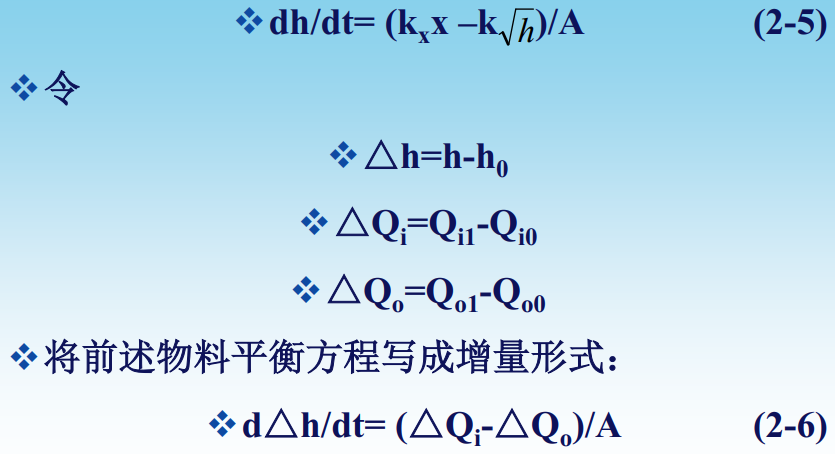 ❖ dh/dt= (kₓx –k√h)/A (2-5)
❖ 令
❖ △h=h-h₀
❖ △Qᵢ=Qᵢ₁-Qᵢ₀
❖ △Qₒ=Qₒ₁-Qₒ₀
❖ 将前述物料平衡方程写成增量形式：
❖ d△h/dt= (△Qᵢ-△Qₒ)/A (2-6)